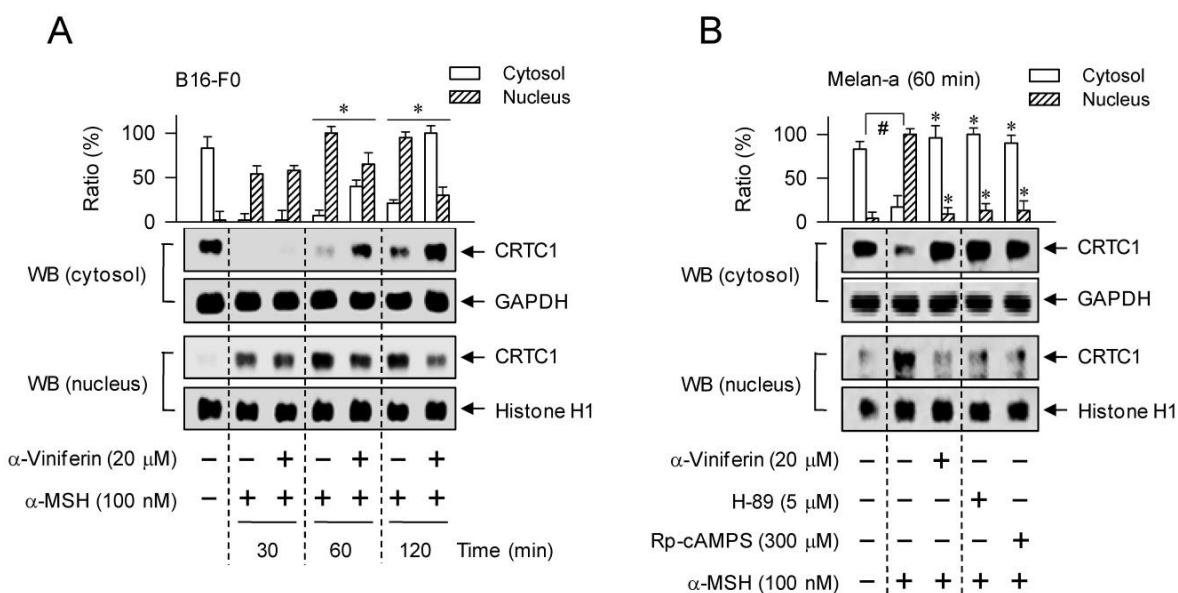 A
B16-F0
Cytosol
Nucleus
* *
Ratio (%)
100
50
0
WB (cytosol)
CRTC1
GAPDH
WB (nucleus)
CRTC1
Histone H1
α-Viniferin (20 μM) – – + – + – +
α-MSH (100 nM) – + + + + + +
30 60 120 Time (min)
B
Melan-a (60 min)
Cytosol
Nucleus
# * * *
* * *
Ratio (%)
100
50
0
WB (cytosol)
CRTC1
GAPDH
WB (nucleus)
CRTC1
Histone H1
α-Viniferin (20 μM) – – + – –
H-89 (5 μM) – – – + –
Rp-cAMPS (300 μM) – – – – +
α-MSH (100 nM) – + + + +